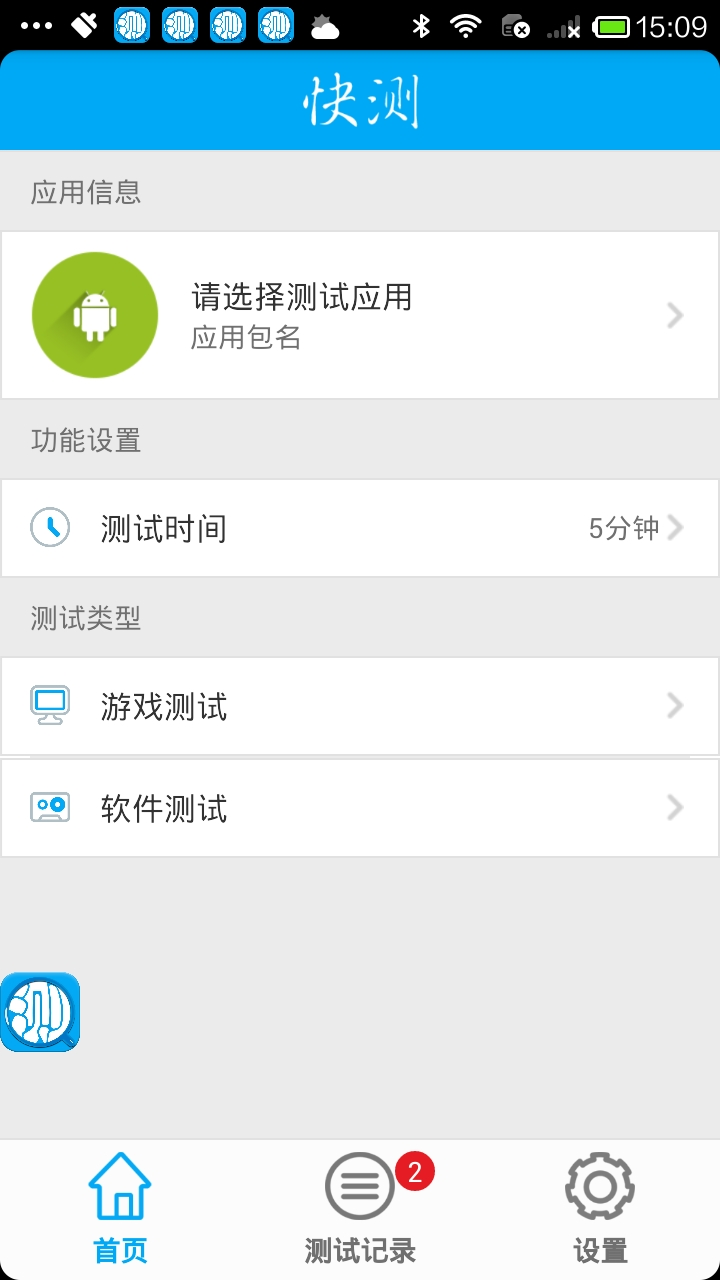 15:09
快测
应用信息
请选择测试应用
应用包名
功能设置
测试时间 5分钟
测试类型
游戏测试
软件测试
测
2
首页 测试记录 设置